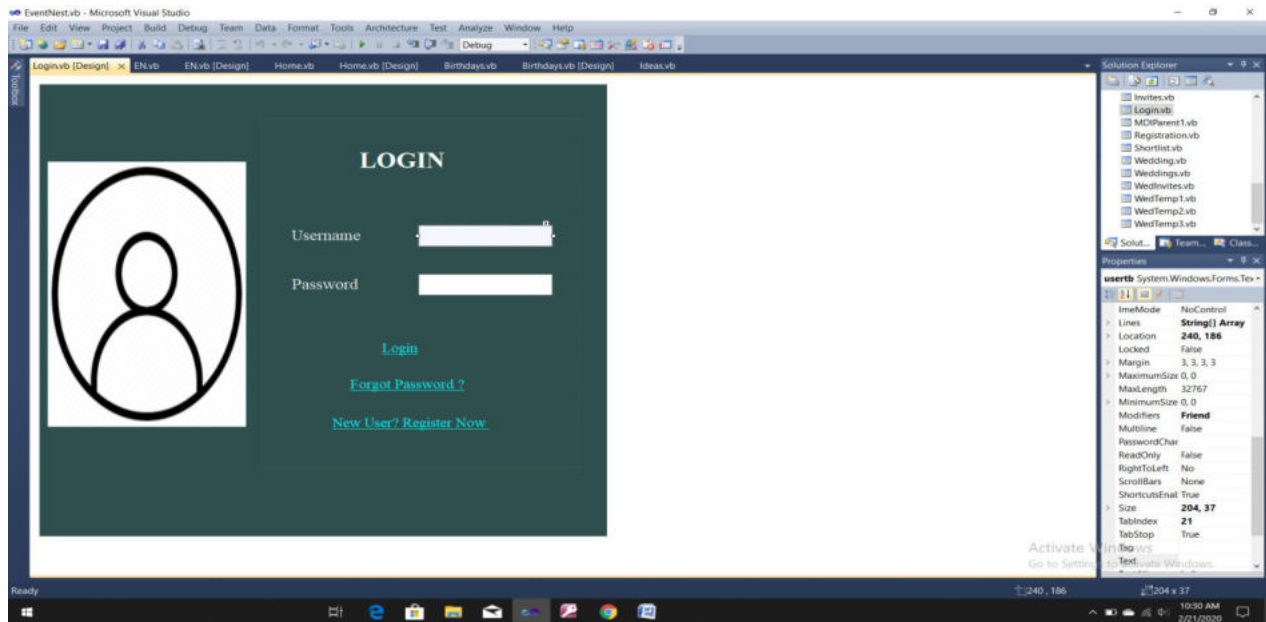 EventNest.vb - Microsoft Visual Studio
File Edit View Project Build Debug Team Data Format Tools Architecture Test Analyze Window Help
Debug
Toolbox
Login.vb [Design] EN.vb EN.vb [Design] Home.vb Home.vb [Design] Birthdays.vb Birthdays.vb [Design] Ideas.vb
LOGIN
Username
Password
Login
Forgot Password ?
New User? Register Now
Solution Explorer
Invites.vb
Login.vb
MDIParent1.vb
Registration.vb
Shortlist.vb
Wedding.vb
Weddings.vb
WedInvites.vb
WedTemp1.vb
WedTemp2.vb
WedTemp3.vb
Solut... Team... Class...
Properties
usertb System.Windows.Forms.Tex
ImeMode NoControl
Lines String[] Array
Location 240, 186
Locked False
Margin 3, 3, 3, 3
MaximumSize 0, 0
MaxLength 32767
MinimumSize 0, 0
Modifiers Friend
Multiline False
PasswordChar
ReadOnly False
RightToLeft No
ScrollBars None
ShortcutsEnat True
Size 204, 37
TabIndex 21
TabStop True
Tag
Text
Activate Windows
Go to Settings to activate Windows.
Ready 240 , 186 204 x 37
10:30 AM
2/21/2020